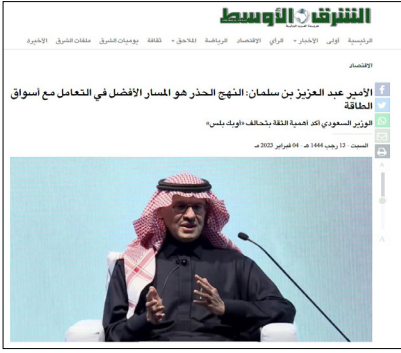 الشرق الأوسط
الرئيسية أولى الأخبار الرأي الاقتصاد الرياضة الملاحق ثقافة يوميات الشرق ملفات الشرق الأخيرة
الاقتصاد
الأمير عبد العزيز بن سلمان: النهج الحذر هو المسار الأفضل في التعامل مع أسواق
الطاقة
الوزير السعودي أكد أهمية الثقة بتحالف «أوبك بلس»
السبت - 13 رجب 1444 هـ - 04 فبراير 2023 مـ